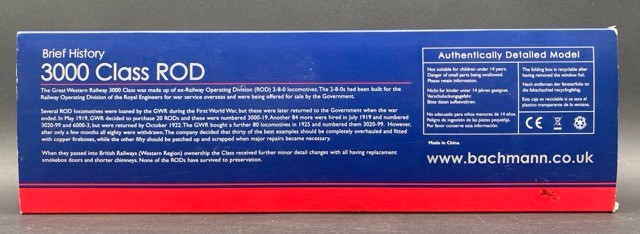 Brief History
3000 Class ROD
The Great Western Railway 3000 Class was made up of ex-Railway Operating Division (ROD) 2-8-0 locomotives. The 2-8-0s had been built for the
Railway Operating Division of the Royal Engineers for war service overseas and were being offered for sale by the Government.
Several ROD locomotives were loaned by the GWR during the First World War, but these were later returned to the Government when the war
ended. In May 1919, GWR decided to purchase 20 RODs and these were numbered 3000-19. Another 84 more were hired in July 1919 and numbered
3020-99 and 6000-3, but were returned by October 1922. The GWR bought a further 80 locomotives in 1925 and numbered them 3020-99. However,
after only a few months all eighty were withdrawn. The company decided that thirty of the best examples should be completely overhauled and fitted
with copper fireboxes, while the other fifty should be patched up and scrapped when major repairs became necessary.
When they passed into British Railways (Western Region) ownership the Class received further minor detail changes with all having replacement
smokebox doors and shorter chimneys. None of the RODs have survived to preservation.
Authentically Detailed Model
Not suitable for children under 14 years.
Danger of small parts being swallowed.
Please retain information.
Nicht fur kinder unter 14 jahren geeignet.
Verschluckungsgefahr.
Bitte daten aufbewahren.
No adecuado para niños menores de 14 años.
Peligro de ingestión de las piezas pequeñas.
Por favor conserve esta información.
The folding box is recyclable after
having removed the window foil.
Nach entfernen der fensterfolie ist
die faltschachtel recyclingfähig.
Esta caja es reciclable si se saca el
plastico transparente de la ventana.
CE
Made in China
www.bachmann.co.uk